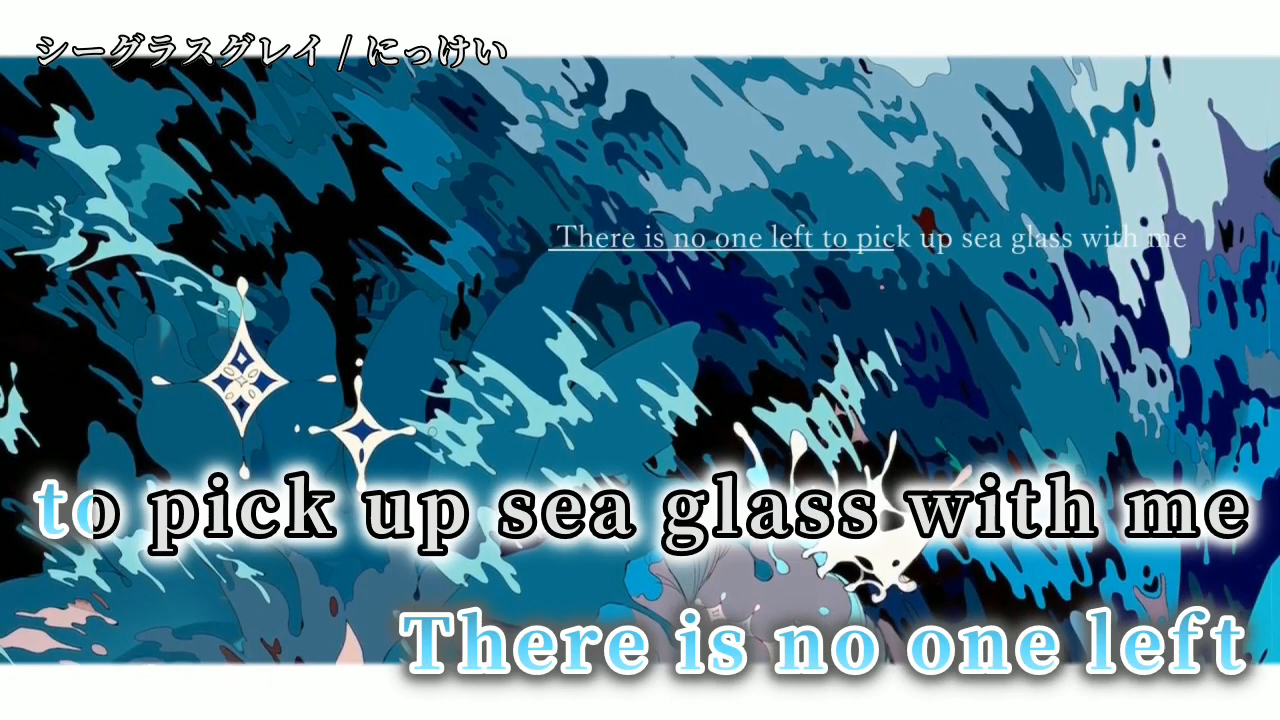 シーグラスグレイ / にっけい
There is no one left to pick up sea glass with me
to pick up sea glass with me
There is no one left